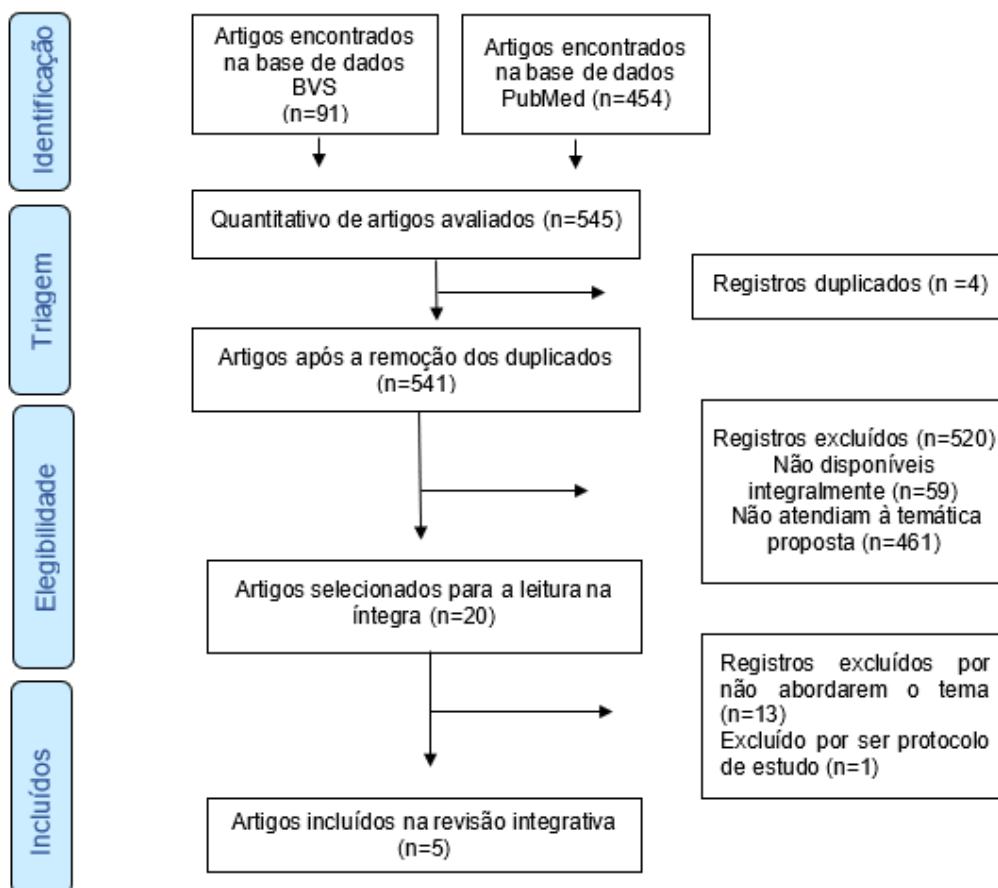 Identificação
Artigos encontrados
na base de dados
BVS
(n=91)
Artigos encontrados
na base de dados
PubMed (n=454)
Triagem
Quantitativo de artigos avaliados (n=545)
Registros duplicados (n =4)
Artigos após a remoção dos duplicados
(n=541)
Elegibilidade
Registros excluídos (n=520)
Não disponíveis
integralmente (n=59)
Não atendiam à temática
proposta (n=461)
Artigos selecionados para a leitura na
íntegra (n=20)
Incluídos
Registros excluídos por
não abordarem o tema
(n=13)
Excluído por ser protocolo
de estudo (n=1)
Artigos incluídos na revisão integrativa
(n=5)